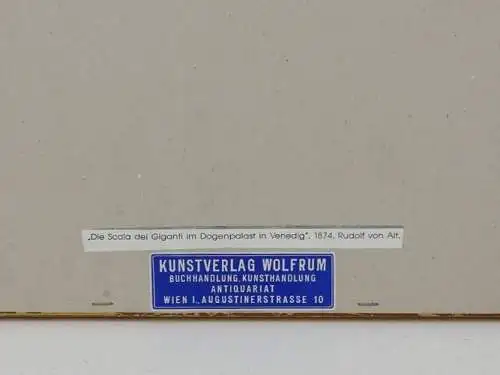 „Die Scala dei Giganti im Dogenpalast in Venedig“, 1874, Rudolf von Alt.
KUNSTVERLAG WOLFRUM
BUCHHANDLUNG, KUNSTHANDLUNG
ANTIQUARIAT
WIEN I., AUGUSTINERSTRASSE 10